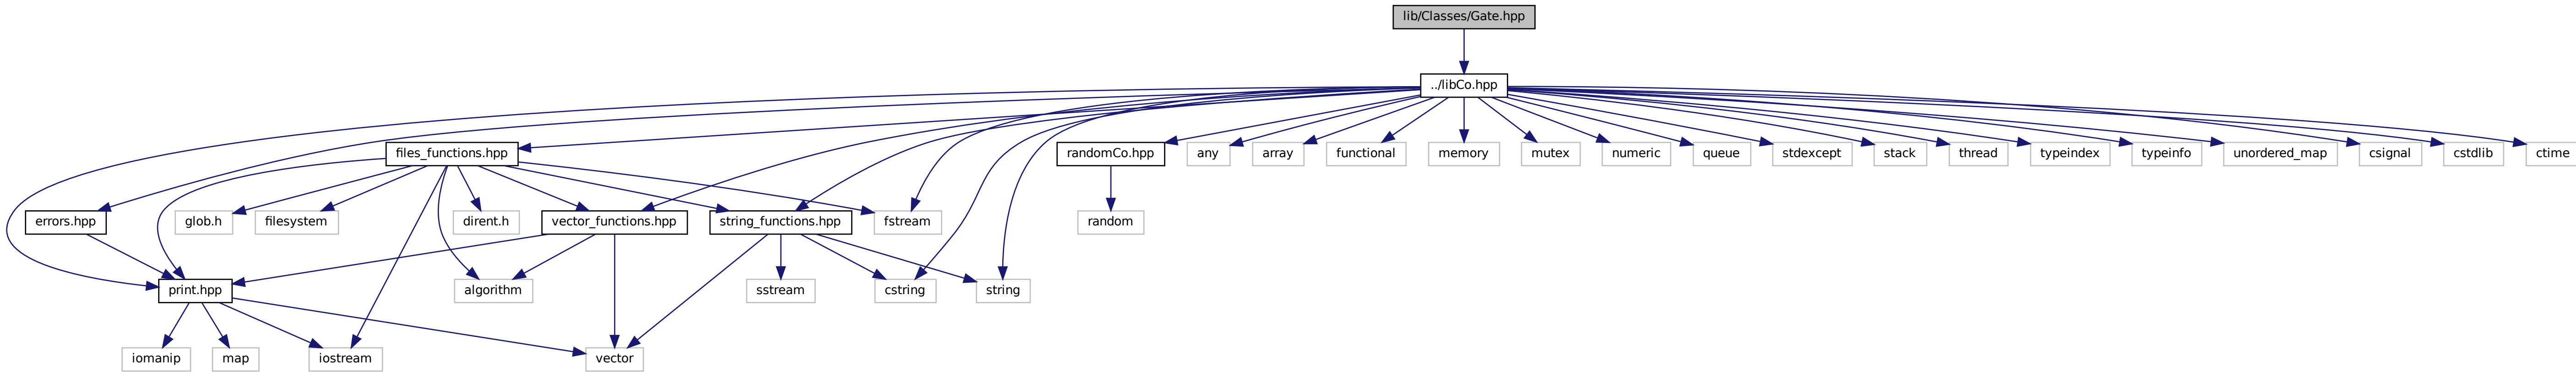 lib/Classes/Gate.hpp
../libCo.hpp
files_functions.hpp
randomCo.hpp
any
array
functional
memory
mutex
numeric
queue
stdexcept
stack
thread
typeindex
typeinfo
unordered_map
csignal
cstdlib
ctime
errors.hpp
glob.h
filesystem
dirent.h
vector_functions.hpp
string_functions.hpp
fstream
random
print.hpp
algorithm
sstream
cstring
string
iomanip
map
iostream
vector